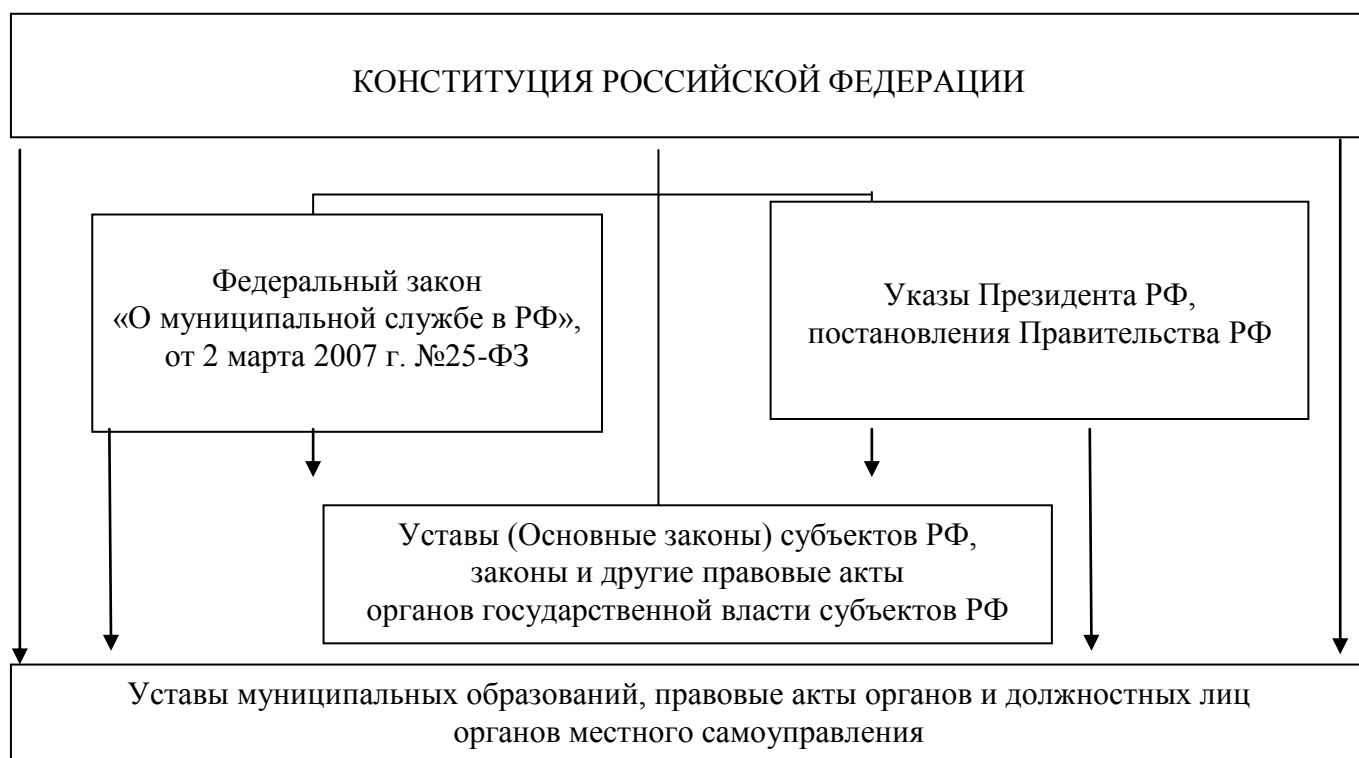 КОНСТИТУЦИЯ РОССИЙСКОЙ ФЕДЕРАЦИИ
Федеральный закон
«О муниципальной службе в РФ»,
от 2 марта 2007 г. №25-ФЗ
Указы Президента РФ,
постановления Правительства РФ
Уставы (Основные законы) субъектов РФ,
законы и другие правовые акты
органов государственной власти субъектов РФ
Уставы муниципальных образований, правовые акты органов и должностных лиц
органов местного самоуправления